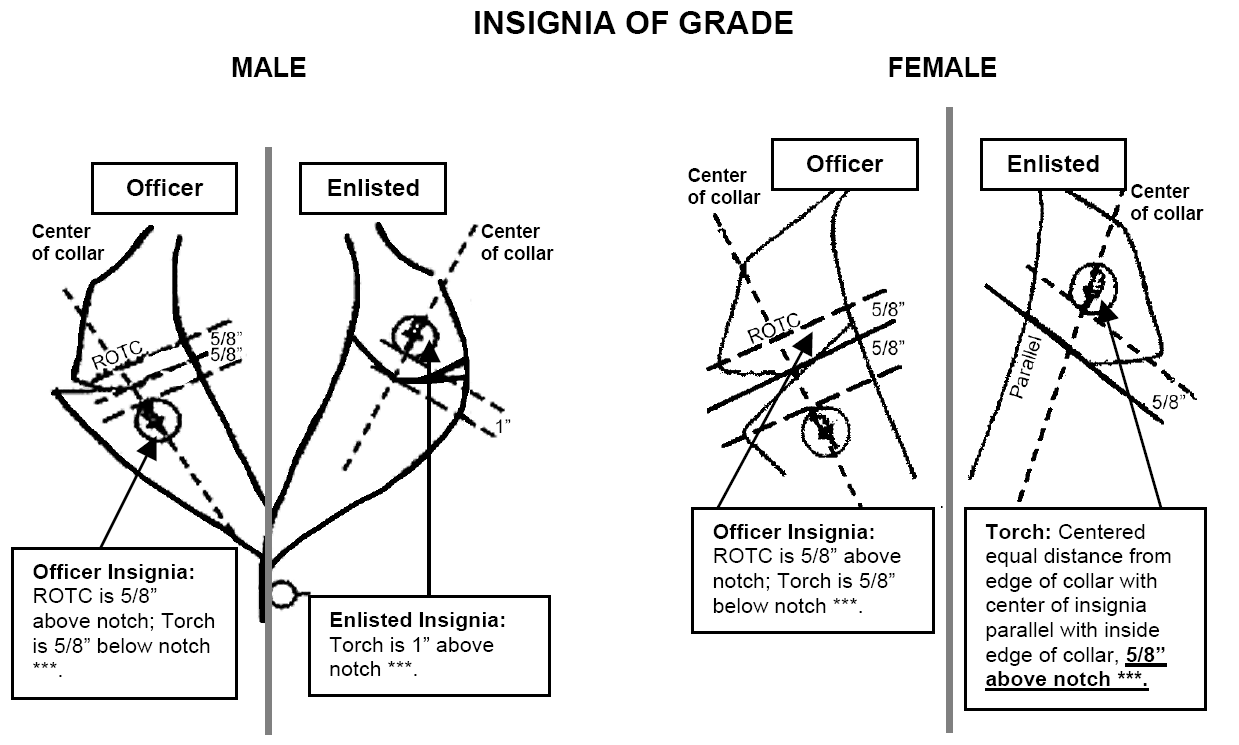 INSIGNIA OF GRADE
MALE
FEMALE
Officer
Enlisted
Center
of collar
Center
of collar
ROTC
5/8”
5/8”
1”
Officer Insignia:
ROTC is 5/8”
above notch; Torch
is 5/8” below notch
***.
Enlisted Insignia:
Torch is 1” above
notch ***.
Officer
Enlisted
Center
of collar
Center
of collar
ROTC
5/8”
5/8”
Parallel
5/8”
Officer Insignia:
ROTC is 5/8” above
notch; Torch is 5/8”
below notch ***.
Torch: Centered
equal distance from
edge of collar with
center of insignia
parallel with inside
edge of collar, 5/8”
above notch ***.